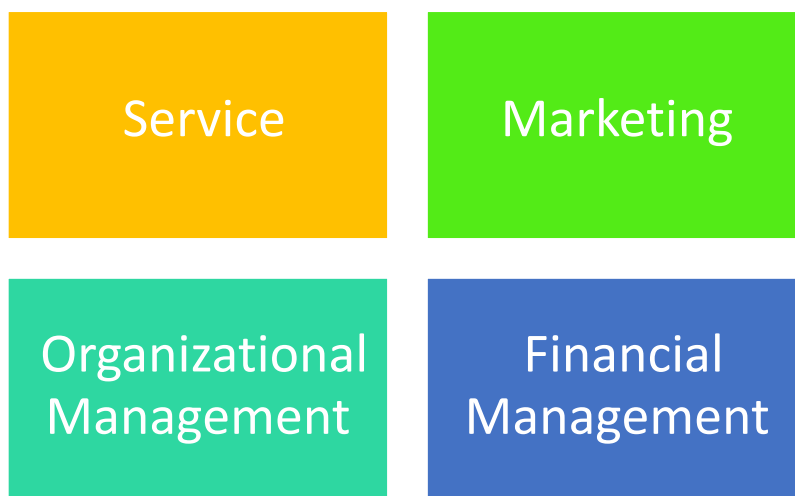 Service
Marketing
Organizational
Management
Financial
Management